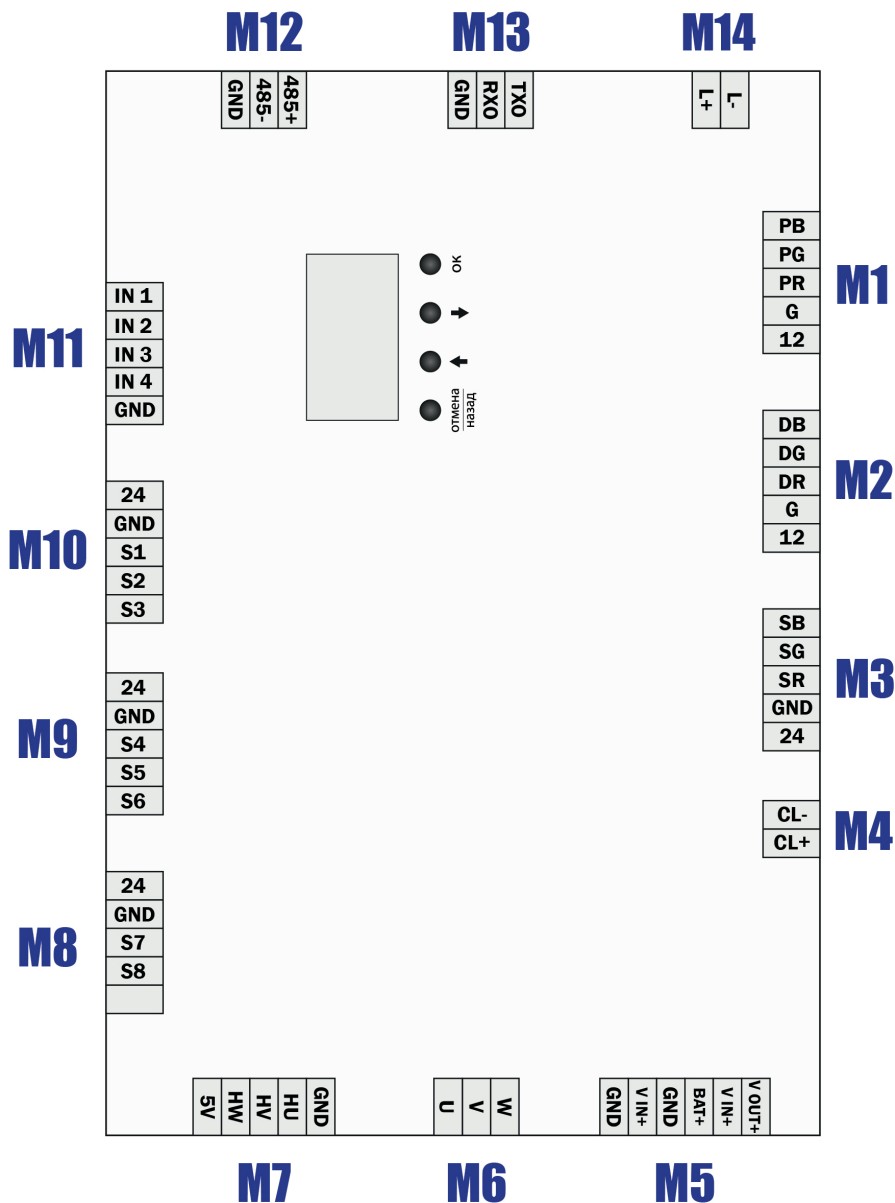 M12
M13
M14
GND
485-
485+
GND
RX0
TX0
L+
L-
PB
PG
PR
G
12
M1
ок
отмена
назад
M11
IN 1
IN 2
IN 3
IN 4
GND
DB
DG
DR
G
12
M2
M10
24
GND
S1
S2
S3
SB
SG
SR
GND
24
M3
M9
24
GND
S4
S5
S6
CL-
CL+
M4
M8
24
GND
S7
S8
5V
HW
HV
HU
GND
U
V
W
GND
V IN+
GND
BAT+
V IN+
V OUT+
M7
M6
M5